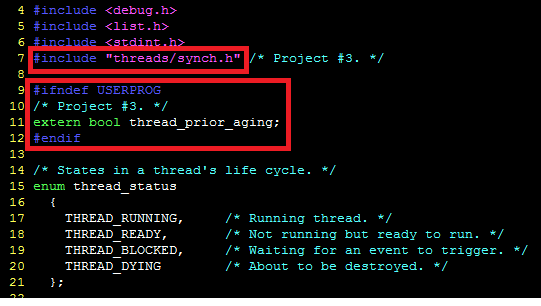 4 #include <debug.h>
5 #include <list.h>
6 #include <stdint.h>
7 #include "threads/synch.h" /* Project #3. */
8
9 #ifndef USERPROG
10 /* Project #3. */
11 extern bool thread_prior_aging;
12 #endif
13
14 /* States in a thread's life cycle. */
15 enum thread_status
16 {
17 THREAD_RUNNING, /* Running thread. */
18 THREAD_READY, /* Not running but ready to run. */
19 THREAD_BLOCKED, /* Waiting for an event to trigger. */
20 THREAD_DYING /* About to be destroyed. */
21 };